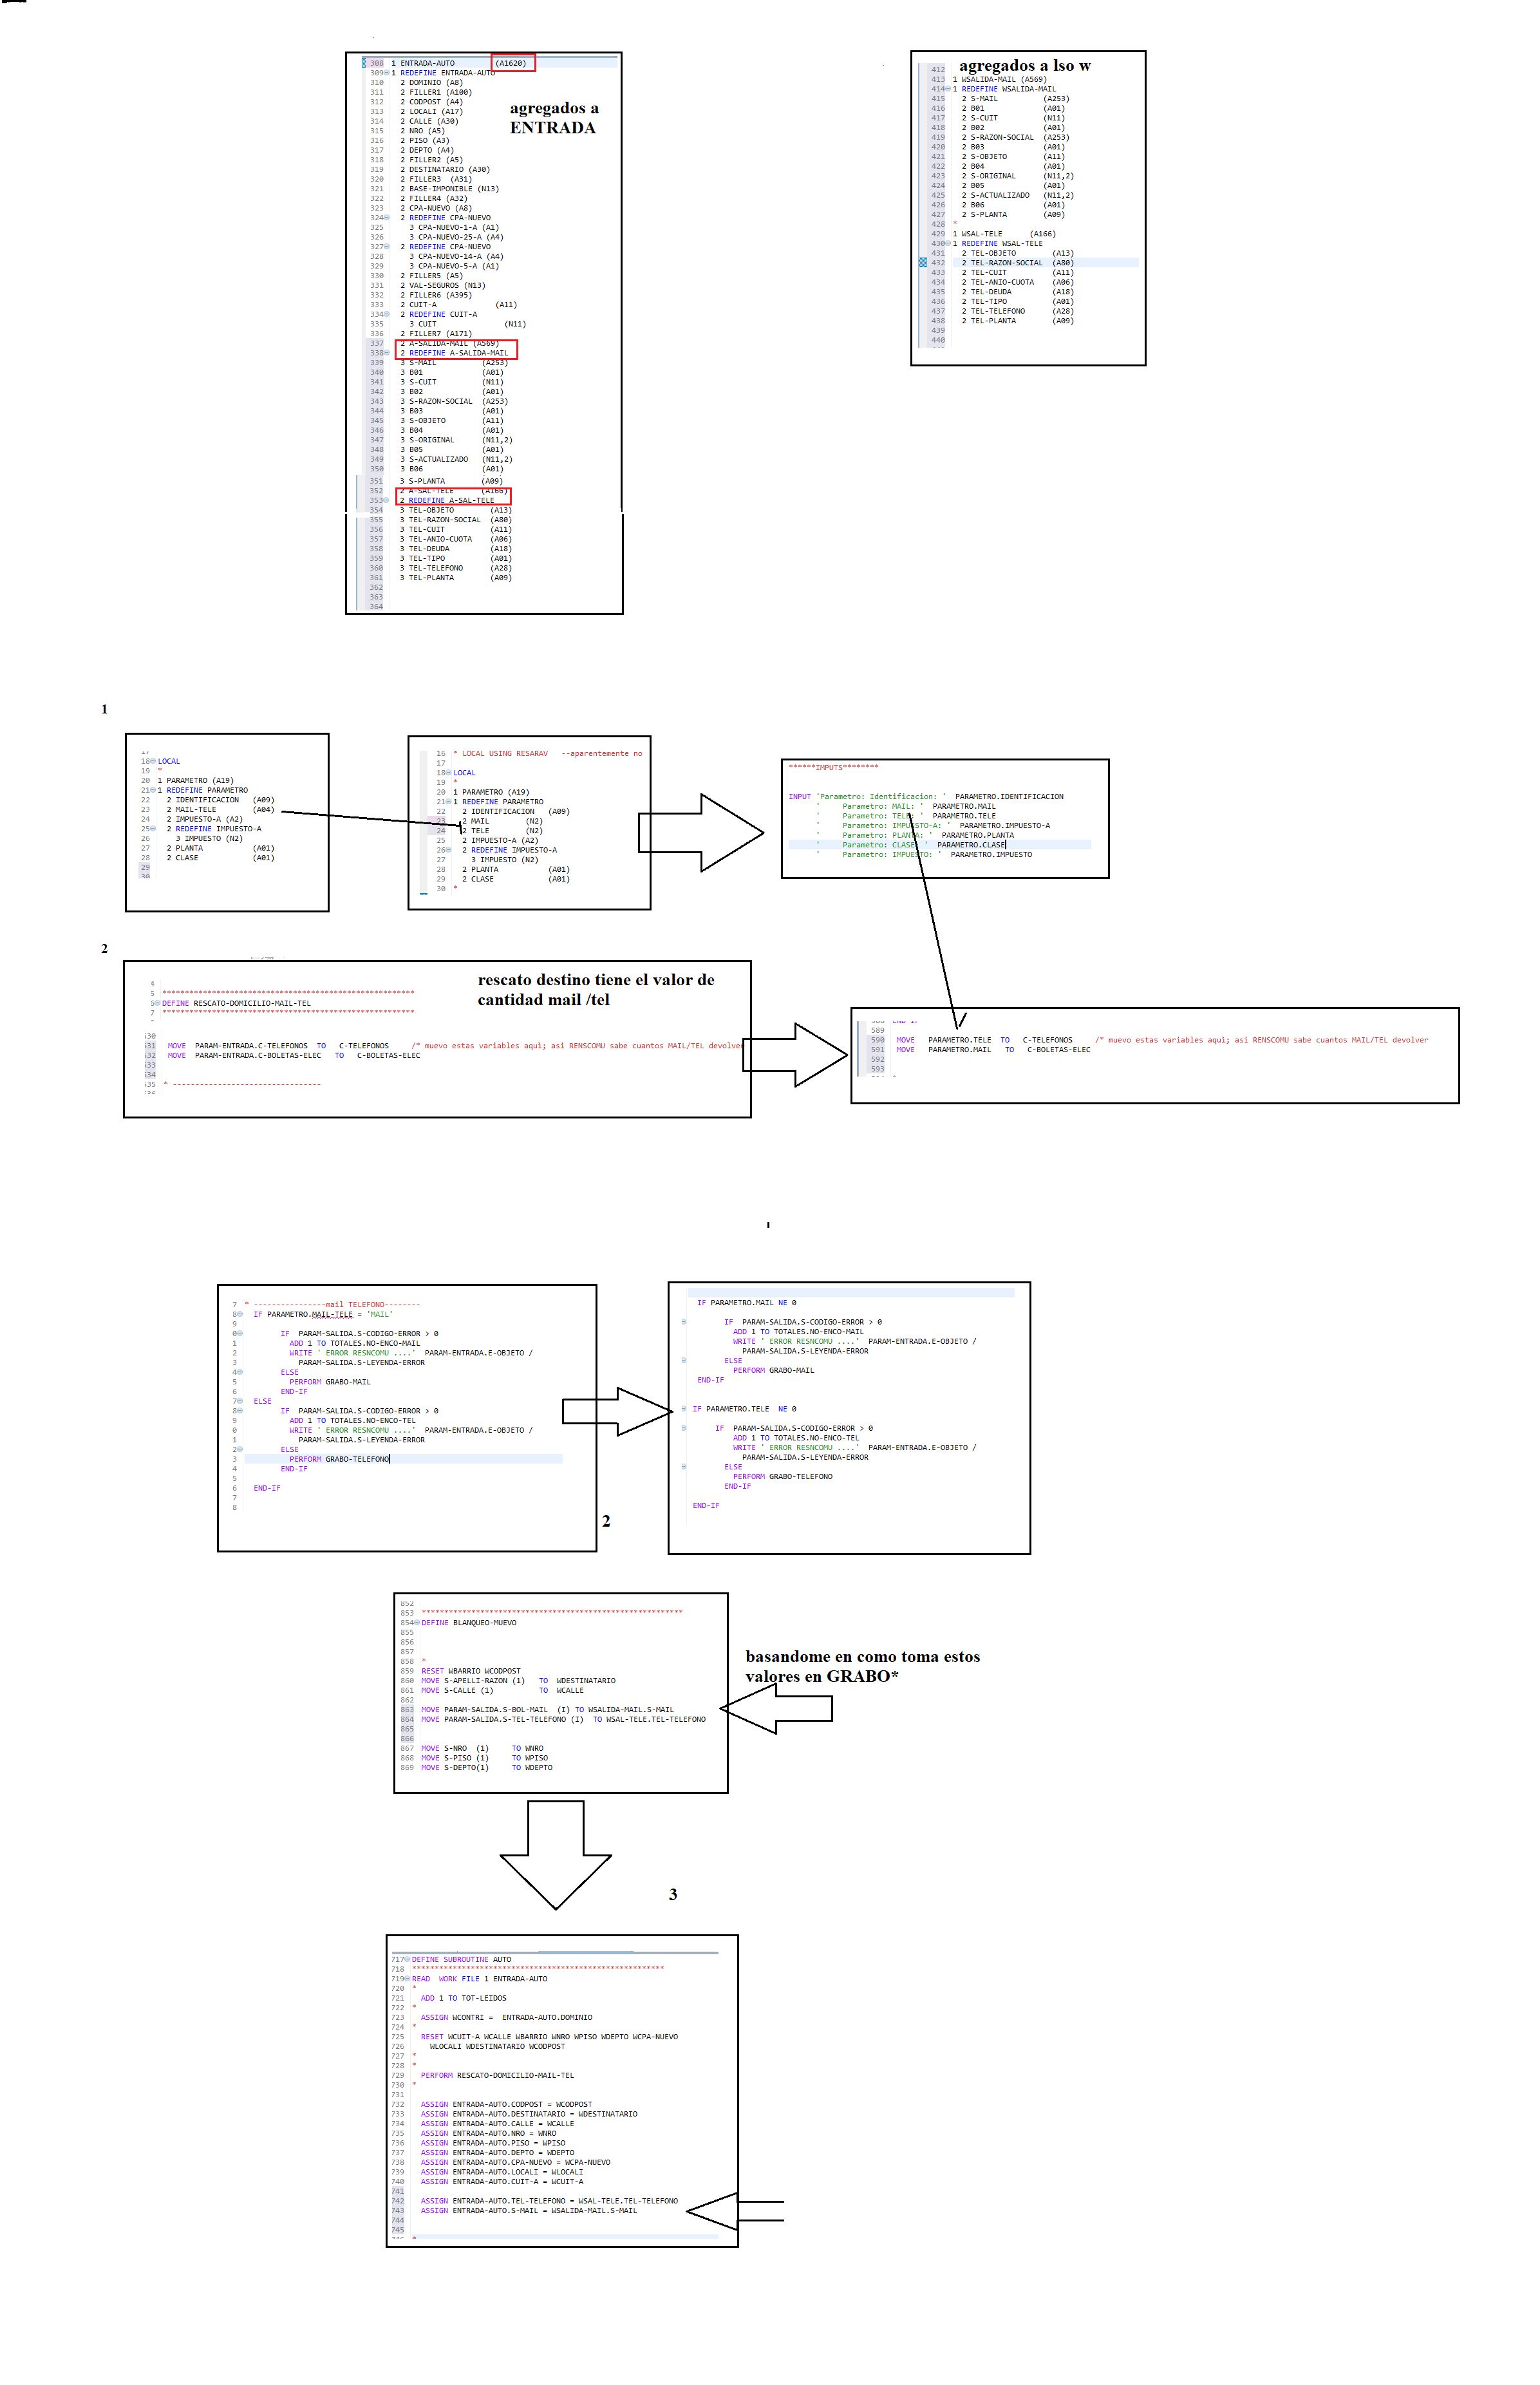 308 1 ENTRADA-AUTO (A1620)
309 1 REDEFINE ENTRADA-AUTO
310 2 DOMINIO (A8)
311 2 FILLER1 (A100)
312 2 CODPOST (A4)
313 2 LOCALI (A17)
314 2 CALLE (A30)
315 2 NRO (A5)
316 2 PISO (A3)
317 2 DEPTO (A4)
318 2 FILLER2 (A5)
319 2 DESTINATARIO (A30)
320 2 FILLER3 (A31)
321 2 BASE-IMPONIBLE (N13)
322 2 FILLER4 (A32)
323 2 CPA-NUEVO (A8)
324 2 REDEFINE CPA-NUEVO
325 3 CPA-NUEVO-1-A (A1)
326 3 CPA-NUEVO-25-A (A4)
327 2 REDEFINE CPA-NUEVO
328 3 CPA-NUEVO-14-A (A4)
329 3 CPA-NUEVO-5-A (A1)
330 2 FILLER5 (A5)
331 2 VAL-SEGUROS (N13)
332 2 FILLER6 (A395)
333 2 CUIT-A (A11)
334 2 REDEFINE CUIT-A
335 3 CUIT (N11)
336 2 FILLER7 (A171)
337 2 A-SALIDA-MAIL (A569)
338 2 REDEFINE A-SALIDA-MAIL
339 3 S-MAIL (A253)
340 3 B01 (A01)
341 3 S-CUIT (N11)
342 3 B02 (A01)
343 3 S-RAZON-SOCIAL (A253)
344 3 B03 (A01)
345 3 S-OBJETO (A11)
346 3 B04 (A01)
347 3 S-ORIGINAL (N11,2)
348 3 B05 (A01)
349 3 S-ACTUALIZADO (N11,2)
350 3 B06 (A01)
351 3 S-PLANTA (A09)
352 2 A-SAL-TELE (A166)
353 2 REDEFINE A-SAL-TELE
354 3 TEL-OBJETO (A13)
355 3 TEL-RAZON-SOCIAL (A80)
356 3 TEL-CUIT (A11)
357 3 TEL-ANIO-CUOTA (A06)
358 3 TEL-DEUDA (A18)
359 3 TEL-TIPO (A01)
360 3 TEL-TELEFONO (A28)
361 3 TEL-PLANTA (A09)
362
363
364
agregados a
ENTRADA
agregados a lso w
412
413 1 WSALIDA-MAIL (A569)
414 1 REDEFINE WSALIDA-MAIL
415 2 S-MAIL (A253)
416 2 B01 (A01)
417 2 S-CUIT (N11)
418 2 B02 (A01)
419 2 S-RAZON-SOCIAL (A253)
420 2 B03 (A01)
421 2 S-OBJETO (A11)
422 2 B04 (A01)
423 2 S-ORIGINAL (N11,2)
424 2 B05 (A01)
425 2 S-ACTUALIZADO (N11,2)
426 2 B06 (A01)
427 2 S-PLANTA (A09)
428 *
429 1 WSAL-TELE (A166)
430 1 REDEFINE WSAL-TELE
431 2 TEL-OBJETO (A13)
432 2 TEL-RAZON-SOCIAL (A80)
433 2 TEL-CUIT (A11)
434 2 TEL-ANIO-CUOTA (A06)
435 2 TEL-DEUDA (A18)
436 2 TEL-TIPO (A01)
437 2 TEL-TELEFONO (A28)
438 2 TEL-PLANTA (A09)
439
440
1
18 LOCAL
19 *
20 1 PARAMETRO (A19)
21 1 REDEFINE PARAMETRO
22 2 IDENTIFICACION (A09)
23 2 MAIL-TELE (A04)
24 2 IMPUESTO-A (A2)
25 2 REDEFINE IMPUESTO-A
26 3 IMPUESTO (N2)
27 2 PLANTA (A01)
28 2 CLASE (A01)
29
30
16 * LOCAL USING RESARAV --aparentemente no
17
18 LOCAL
19 *
20 1 PARAMETRO (A19)
21 1 REDEFINE PARAMETRO
22 2 IDENTIFICACION (A09)
23 2 MAIL (N2)
24 2 TELE (N2)
25 2 IMPUESTO-A (A2)
26 2 REDEFINE IMPUESTO-A
27 3 IMPUESTO (N2)
28 2 PLANTA (A01)
29 2 CLASE (A01)
30 *
******IMPUTS********
INPUT 'Parametro: Identificacion: ' PARAMETRO.IDENTIFICACION
' Parametro: MAIL: ' PARAMETRO.MAIL
' Parametro: TELE: ' PARAMETRO.TELE
' Parametro: IMPUESTO-A: ' PARAMETRO.IMPUESTO-A
' Parametro: PLANTA: ' PARAMETRO.PLANTA
' Parametro: CLASE: ' PARAMETRO.CLASE
' Parametro: IMPUESTO: ' PARAMETRO.IMPUESTO
2
rescato destino tiene el valor de
cantidad mail /tel
5 ********************************************************
6 DEFINE RESCATO-DOMICILIO-MAIL-TEL
7 ********************************************************
530
531 MOVE PARAM-ENTRADA.C-TELEFONOS TO C-TELEFONOS /* muevo estas variables aquì; asi RENSCOMU sabe cuantos MAIL/TEL devolver
532 MOVE PARAM-ENTRADA.C-BOLETAS-ELEC TO C-BOLETAS-ELEC
533
534
535 * ---------------------------------
589
590 MOVE PARAMETRO.TELE TO C-TELEFONOS /* muevo estas variables aquì; asi RENSCOMU sabe cuantos MAIL/TEL devolver
591 MOVE PARAMETRO.MAIL TO C-BOLETAS-ELEC
592
593
7 * ----------------mail TELEFONO--------
8 IF PARAMETRO.MAIL-TELE = 'MAIL'
9
0 IF PARAM-SALIDA.S-CODIGO-ERROR > 0
1 ADD 1 TO TOTALES.NO-ENCO-MAIL
2 WRITE ' ERROR RESNCOMU ....' PARAM-ENTRADA.E-OBJETO /
3 PARAM-SALIDA.S-LEYENDA-ERROR
4 ELSE
5 PERFORM GRABO-MAIL
6 END-IF
7 ELSE
8 IF PARAM-SALIDA.S-CODIGO-ERROR > 0
9 ADD 1 TO TOTALES.NO-ENCO-TEL
0 WRITE ' ERROR RESNCOMU ....' PARAM-ENTRADA.E-OBJETO /
1 PARAM-SALIDA.S-LEYENDA-ERROR
2 ELSE
3 PERFORM GRABO-TELEFONO
4 END-IF
5
6 END-IF
7
8
2
IF PARAMETRO.MAIL NE 0
IF PARAM-SALIDA.S-CODIGO-ERROR > 0
ADD 1 TO TOTALES.NO-ENCO-MAIL
WRITE ' ERROR RESNCOMU ....' PARAM-ENTRADA.E-OBJETO /
PARAM-SALIDA.S-LEYENDA-ERROR
ELSE
PERFORM GRABO-MAIL
END-IF
IF PARAMETRO.TELE NE 0
IF PARAM-SALIDA.S-CODIGO-ERROR > 0
ADD 1 TO TOTALES.NO-ENCO-TEL
WRITE ' ERROR RESNCOMU ....' PARAM-ENTRADA.E-OBJETO /
PARAM-SALIDA.S-LEYENDA-ERROR
ELSE
PERFORM GRABO-TELEFONO
END-IF
END-IF
852
853 **********************************************************
854 DEFINE BLANQUEO-MUEVO
855
856
857
858 *
859 RESET WBARRIO WCODPOST
860 MOVE S-APELLI-RAZON (1) TO WDESTINATARIO
861 MOVE S-CALLE (1) TO WCALLE
862
863 MOVE PARAM-SALIDA.S-BOL-MAIL (I) TO WSALIDA-MAIL.S-MAIL
864 MOVE PARAM-SALIDA.S-TEL-TELEFONO (I) TO WSAL-TELE.TEL-TELEFONO
865
866
867 MOVE S-NRO (1) TO WNRO
868 MOVE S-PISO (1) TO WPISO
869 MOVE S-DEPTO(1) TO WDEPTO
basandome en como toma estos
valores en GRABO*
3
717 DEFINE SUBROUTINE AUTO
718 ********************************************************
719 READ WORK FILE 1 ENTRADA-AUTO
720 *
721 ADD 1 TO TOT-LEIDOS
722 *
723 ASSIGN WCONTRI = ENTRADA-AUTO.DOMINIO
724 *
725 RESET WCUIT-A WCALLE WBARRIO WNRO WPISO WDEPTO WCPA-NUEVO
726 WLOCALI WDESTINATARIO WCODPOST
727 *
728 *
729 PERFORM RESCATO-DOMICILIO-MAIL-TEL
730 *
731
732 ASSIGN ENTRADA-AUTO.CODPOST = WCODPOST
733 ASSIGN ENTRADA-AUTO.DESTINATARIO = WDESTINATARIO
734 ASSIGN ENTRADA-AUTO.CALLE = WCALLE
735 ASSIGN ENTRADA-AUTO.NRO = WNRO
736 ASSIGN ENTRADA-AUTO.PISO = WPISO
737 ASSIGN ENTRADA-AUTO.DEPTO = WDEPTO
738 ASSIGN ENTRADA-AUTO.CPA-NUEVO = WCPA-NUEVO
739 ASSIGN ENTRADA-AUTO.LOCALI = WLOCALI
740 ASSIGN ENTRADA-AUTO.CUIT-A = WCUIT-A
741
742 ASSIGN ENTRADA-AUTO.TEL-TELEFONO = WSAL-TELE.TEL-TELEFONO
743 ASSIGN ENTRADA-AUTO.S-MAIL = WSALIDA-MAIL.S-MAIL
744
745